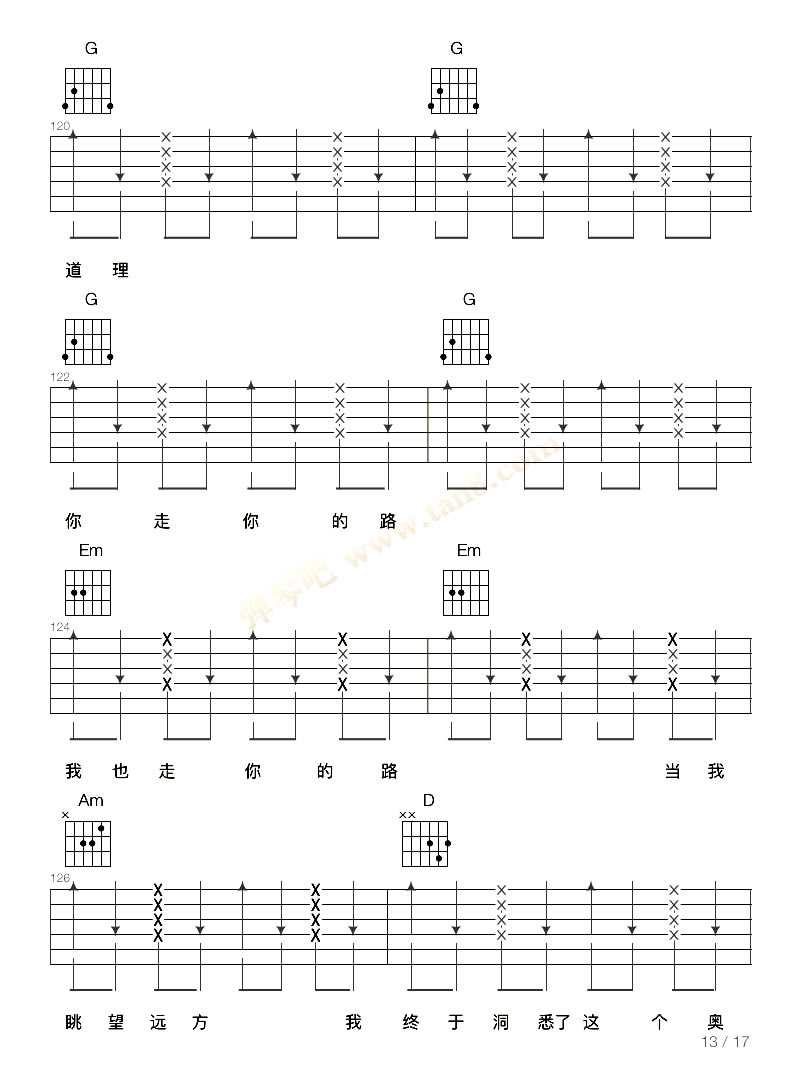 G G
120
道 理
G G
122
你 走 你 的 路
弹琴吧 www.tan8.com
Em Em
124
我 也 走 你 的 路 当 我
Am D
126
眺 望 远 方 我 终 于 洞 悉了 这 个 奥
13 / 17